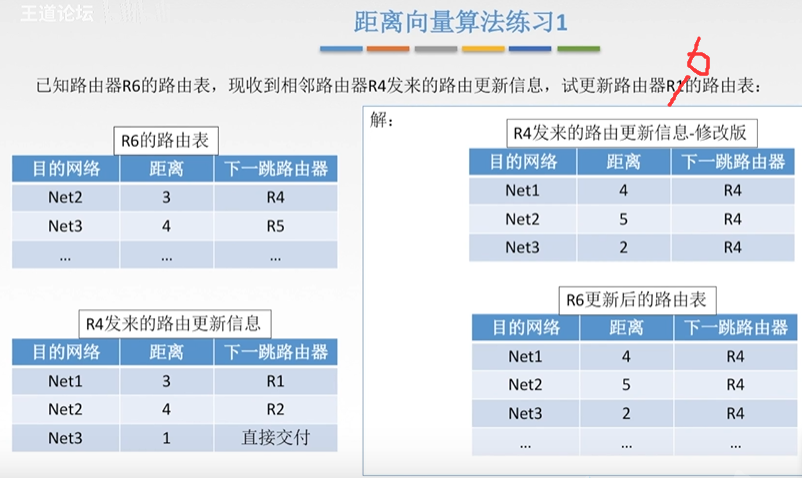 王道论坛
距离向量算法练习1
已知路由器R6的路由表，现收到相邻路由器R4发来的路由更新信息，试更新路由器R1的路由表：
6
R6的路由表
目的网络 距离 下一跳路由器
Net2 3 R4
Net3 4 R5
… … …
R4发来的路由更新信息
目的网络 距离 下一跳路由器
Net1 3 R1
Net2 4 R2
Net3 1 直接交付
解：
R4发来的路由更新信息-修改版
目的网络 距离 下一跳路由器
Net1 4 R4
Net2 5 R4
Net3 2 R4
R6更新后的路由表
目的网络 距离 下一跳路由器
Net1 4 R4
Net2 5 R4
Net3 2 R4
… … …